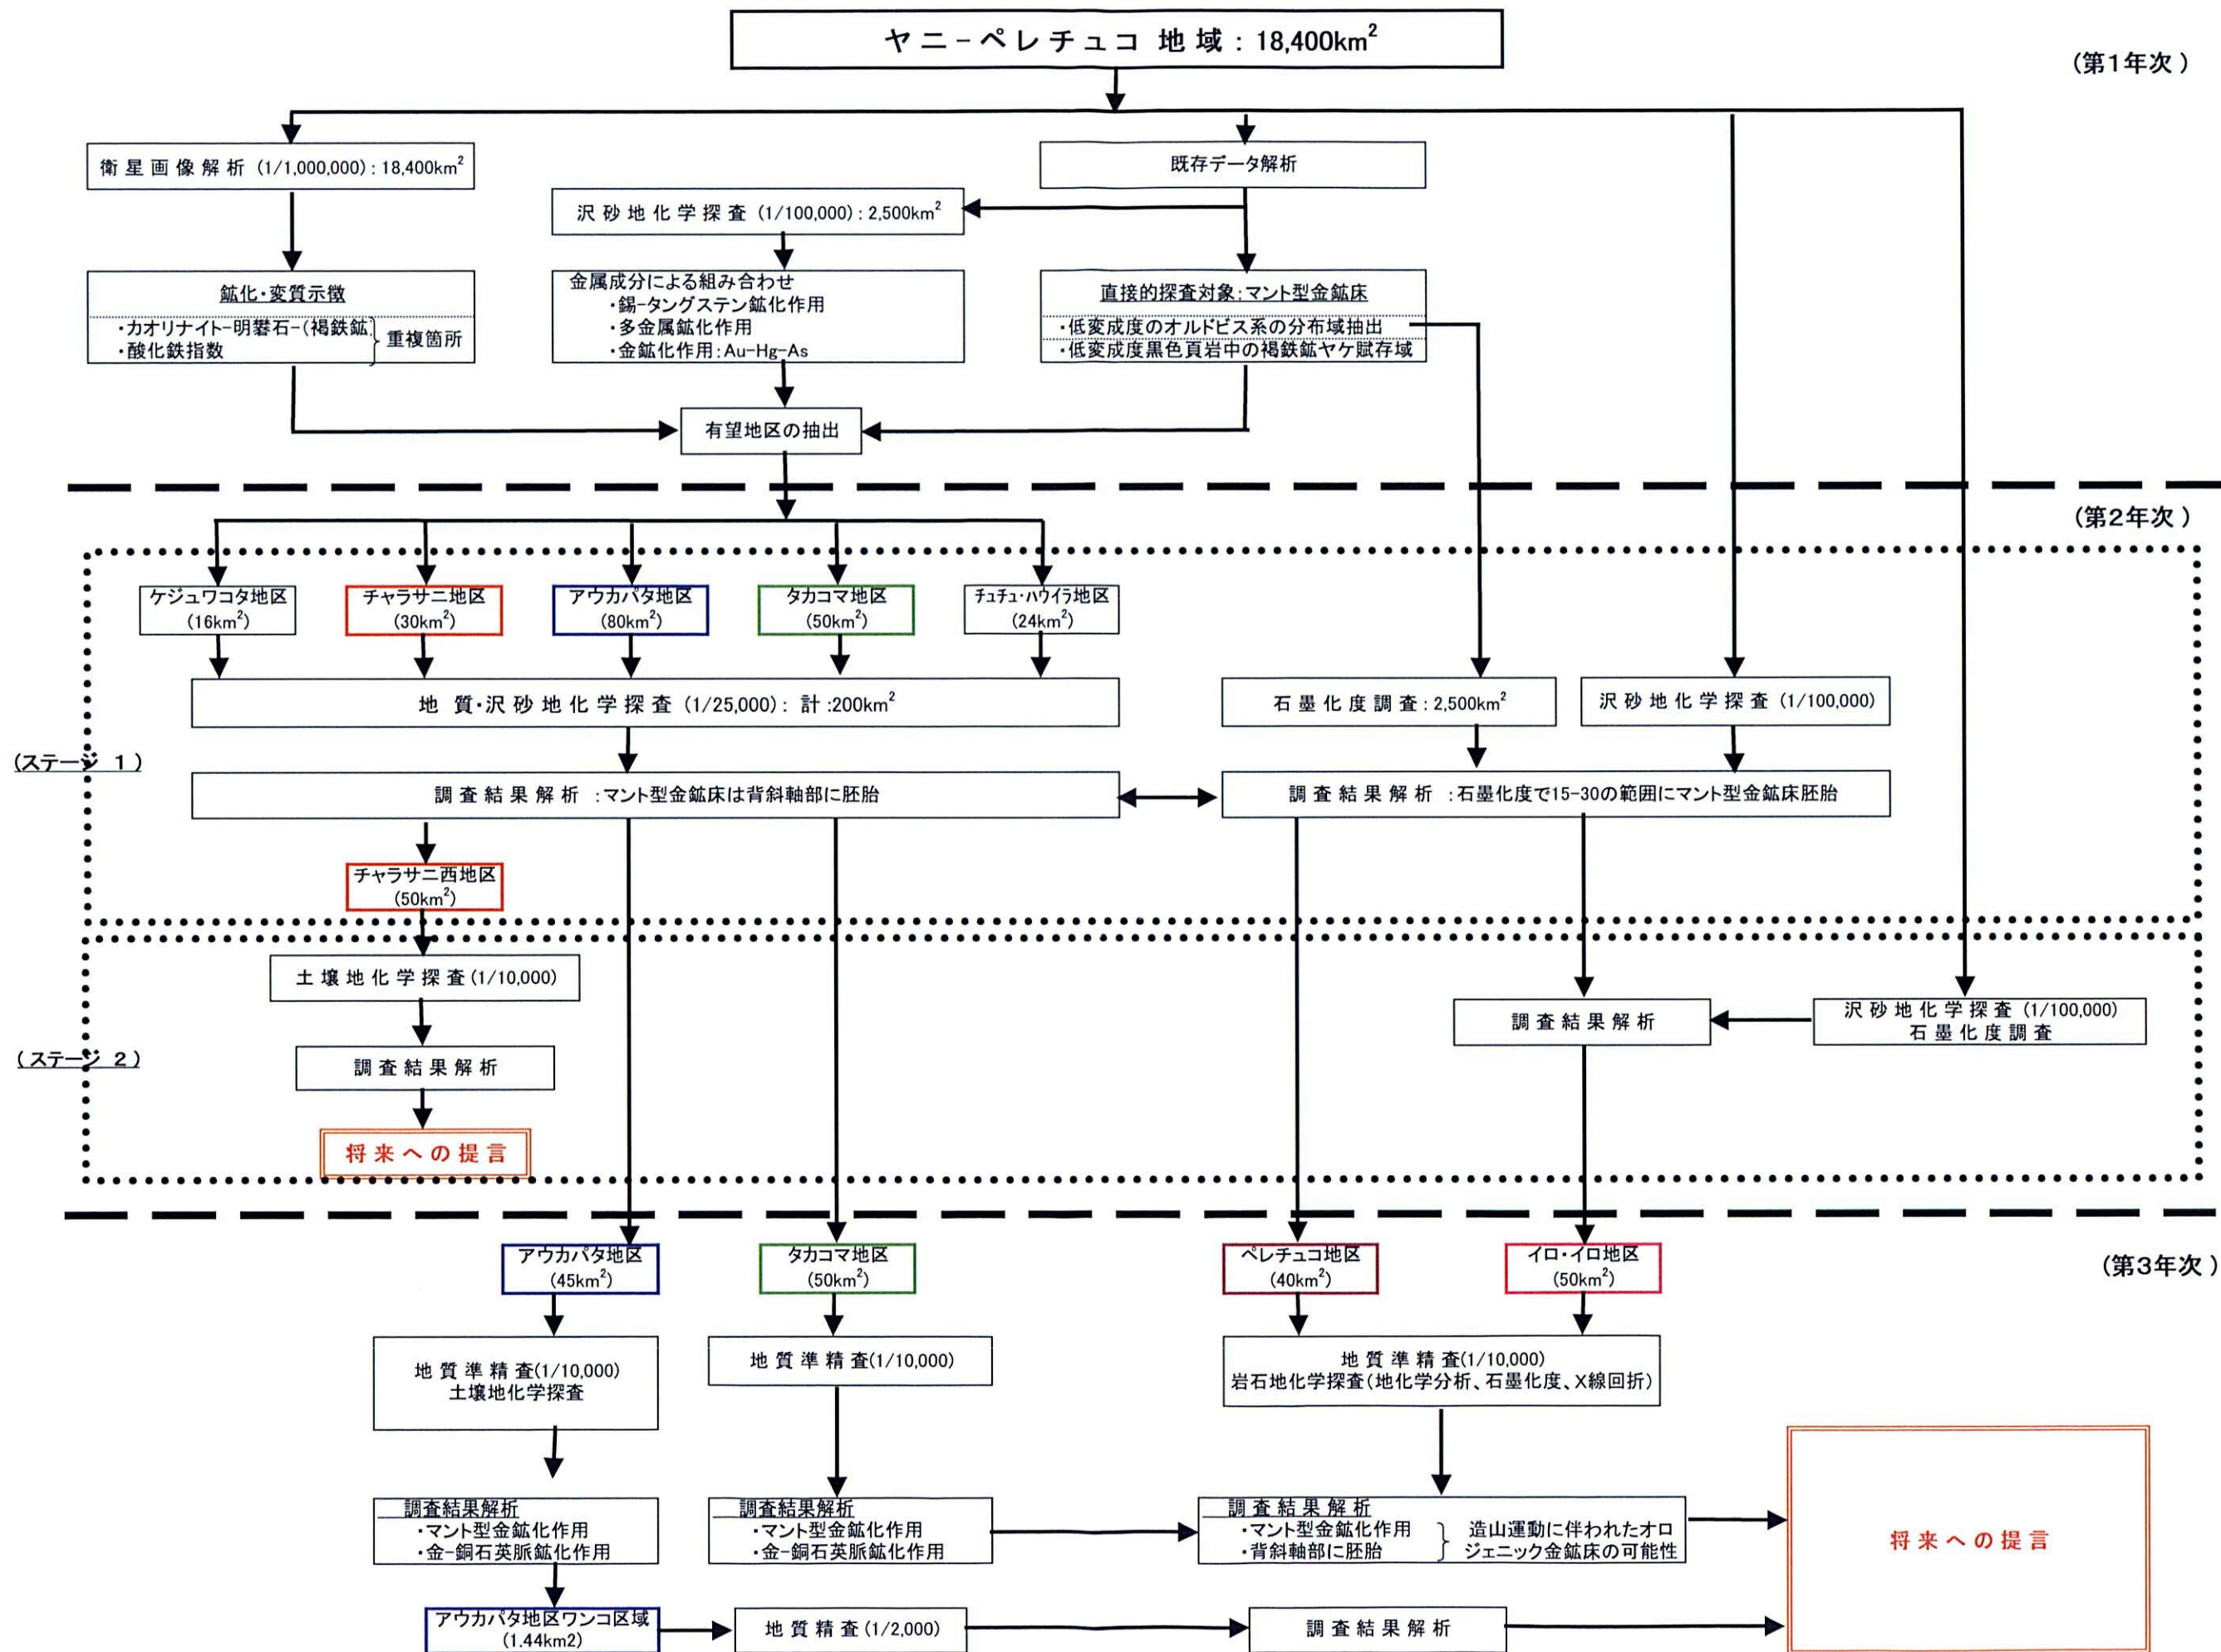 ヤニ-ペレチュコ 地域 : 18,400km²
(第1年次)
衛星画像解析 (1/1,000,000) : 18,400km²
既存データ解析
沢砂地化学探査 (1/100,000) : 2,500km²
鉱化・変質示徴
・カオリナイト-明礬石-(褐鉄鉱
・酸化鉄指数
重複箇所
金属成分による組み合わせ
・錫-タングステン鉱化作用
・多金属鉱化作用
・金鉱化作用:Au-Hg-As
直接的探査対象:マント型金鉱床
・低変成度のオルドビス系の分布域抽出
・低変成度黒色頁岩中の褐鉄鉱ヤケ賦存域
有望地区の抽出
(第2年次)
ケジュワコタ地区
(16km²)
チャラサニ地区
(30km²)
アウカパタ地区
(80km²)
タカコマ地区
(50km²)
チュチュ・ハウイラ地区
(24km²)
地 質・沢砂地化学探査 (1/25,000) : 計 :200km²
石墨化度調査 : 2,500km²
沢砂地化学探査 (1/100,000)
(ステージ 1)
調査結果解析 :マント型金鉱床は背斜軸部に胚胎
調査結果解析 :石墨化度で15-30の範囲にマント型金鉱床胚胎
チャラサニ西地区
(50km²)
土壌地化学探査(1/10,000)
調査結果解析
沢砂地化学探査 (1/100,000)
石墨化度調査
(ステージ 2)
調査結果解析
将来への提言
アウカパタ地区
(45km²)
タカコマ地区
(50km²)
ペレチュコ地区
(40km²)
イロ・イロ地区
(50km²)
(第3年次)
地質準精査(1/10,000)
土壌地化学探査
地質準精査(1/10,000)
地質準精査(1/10,000)
岩石地化学探査(地化学分析、石墨化度、X線回折)
調査結果解析
・マント型金鉱化作用
・金-銅石英脈鉱化作用
調査結果解析
・マント型金鉱化作用
・金-銅石英脈鉱化作用
調査結果解析
・マント型金鉱化作用
・背斜軸部に胚胎
造山運動に伴われたオロ
ジェニック金鉱床の可能性
将来への提言
アウカパタ地区ワンコ区域
(1.44km2)
地質精査(1/2,000)
調査結果解析